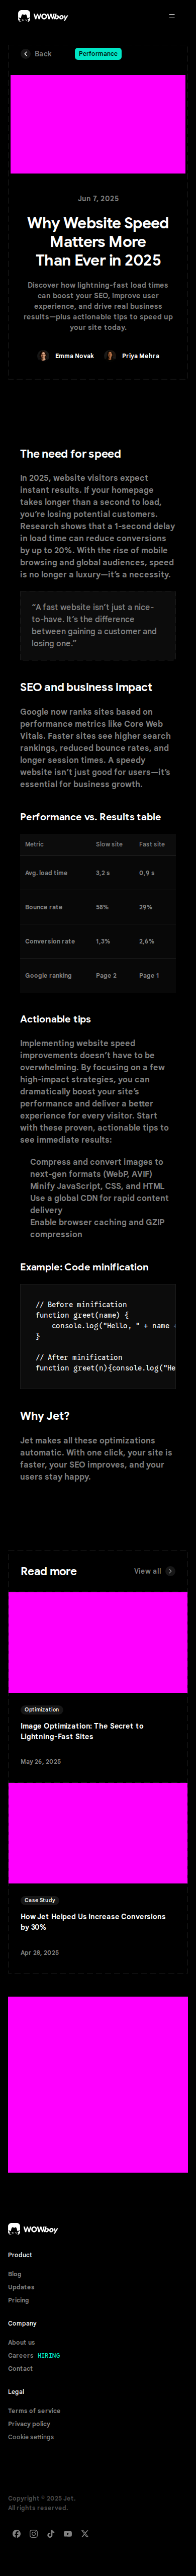 WOWboy
Back
Performance
Jun 7, 2025
Why Website Speed
Matters More
Than Ever in 2025
Discover how lightning-fast load times
can boost your SEO, improve user
experience, and drive real business
results—plus actionable tips to speed up
your site today.
Emma Novak Priya Mehra
The need for speed
In 2025, website visitors expect
instant results. If your homepage
takes longer than a second to load,
you're losing potential customers.
Research shows that a 1-second delay
in load time can reduce conversions
by up to 20%. With the rise of mobile
browsing and global audiences, speed
is no longer a luxury—it's a necessity.
“A fast website isn't just a nice-
to-have. It's the difference
between gaining a customer and
losing one.”
SEO and business impact
Google now ranks sites based on
performance metrics like Core Web
Vitals. Faster sites see higher search
rankings, reduced bounce rates, and
longer session times. A speedy
website isn't just good for users—it's
essential for business growth.
Performance vs. Results table
Metric Slow site Fast site
Avg. load time 3,2 s 0,9 s
Bounce rate 58% 29%
Conversion rate 1,3% 2,6%
Google ranking Page 2 Page 1
Actionable tips
Implementing website speed
improvements doesn't have to be
overwhelming. By focusing on a few
high-impact strategies, you can
dramatically boost your site's
performance and deliver a better
experience for every visitor. Start
with these proven, actionable tips to
see immediate results:
Compress and convert images to
next-gen formats (WebP, AVIF)
Minify JavaScript, CSS, and HTML
Use a global CDN for rapid content
delivery
Enable browser caching and GZIP
compression
Example: Code minification
// Before minification
function greet(name) {
console.log("Hello, " + name +
}
// After minification
function greet(n){console.log("He
Why Jet?
Jet makes all these optimizations
automatic. With one click, your site is
faster, your SEO improves, and your
users stay happy.
Read more
View all
Optimization
Image Optimization: The Secret to
Lightning-Fast Sites
May 26, 2025
Case Study
How Jet Helped Us Increase Conversions
by 30%
Apr 28, 2025
WOWboy
Product
Blog
Updates
Pricing
Company
About us
Careers HIRING
Contact
Legal
Terms of service
Privacy policy
Cookie settings
Copyright © 2025 Jet.
All rights reserved.